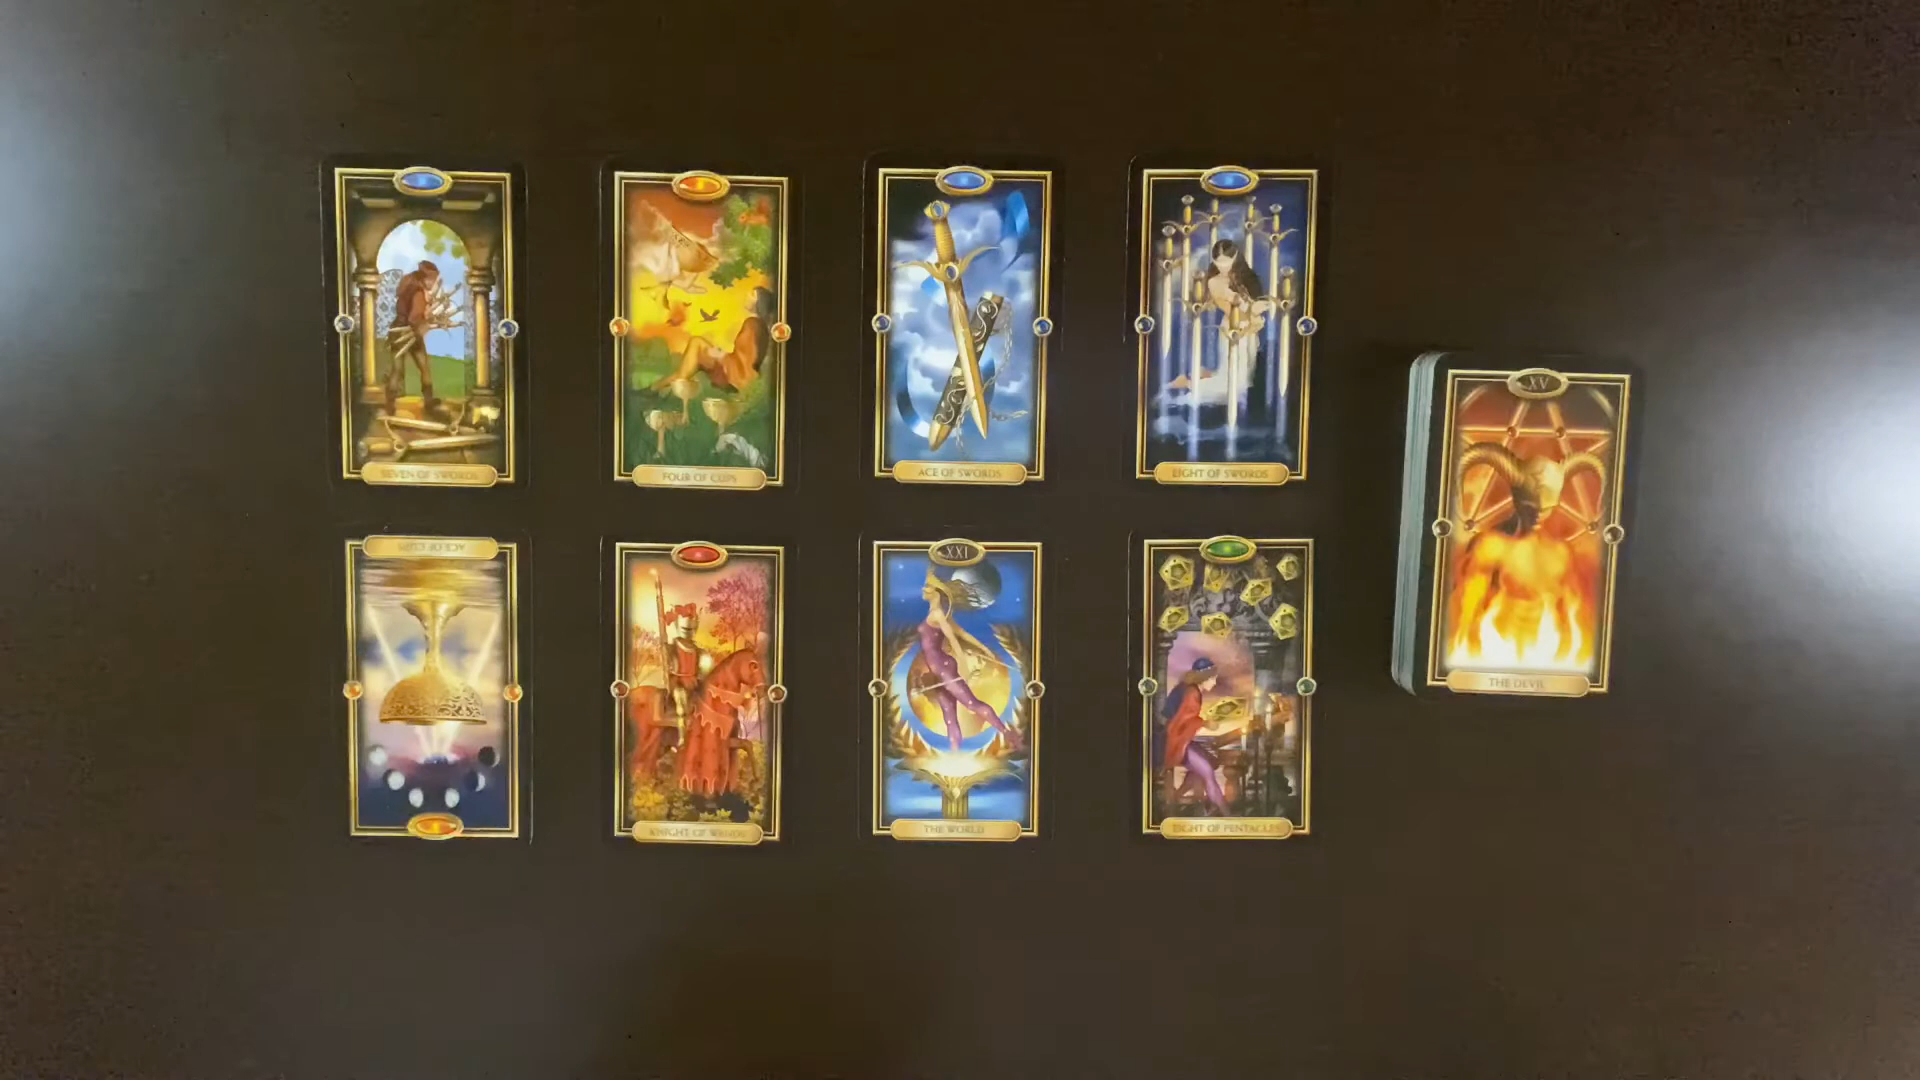 SEVEN OF SWORDS
FOUR OF CUPS
ACE OF SWORDS
EIGHT OF SWORDS
XV
THE DEVIL
ACE OF CUPS
KNIGHT OF WANDS
XXI
THE WORLD
EIGHT OF PENTACLES